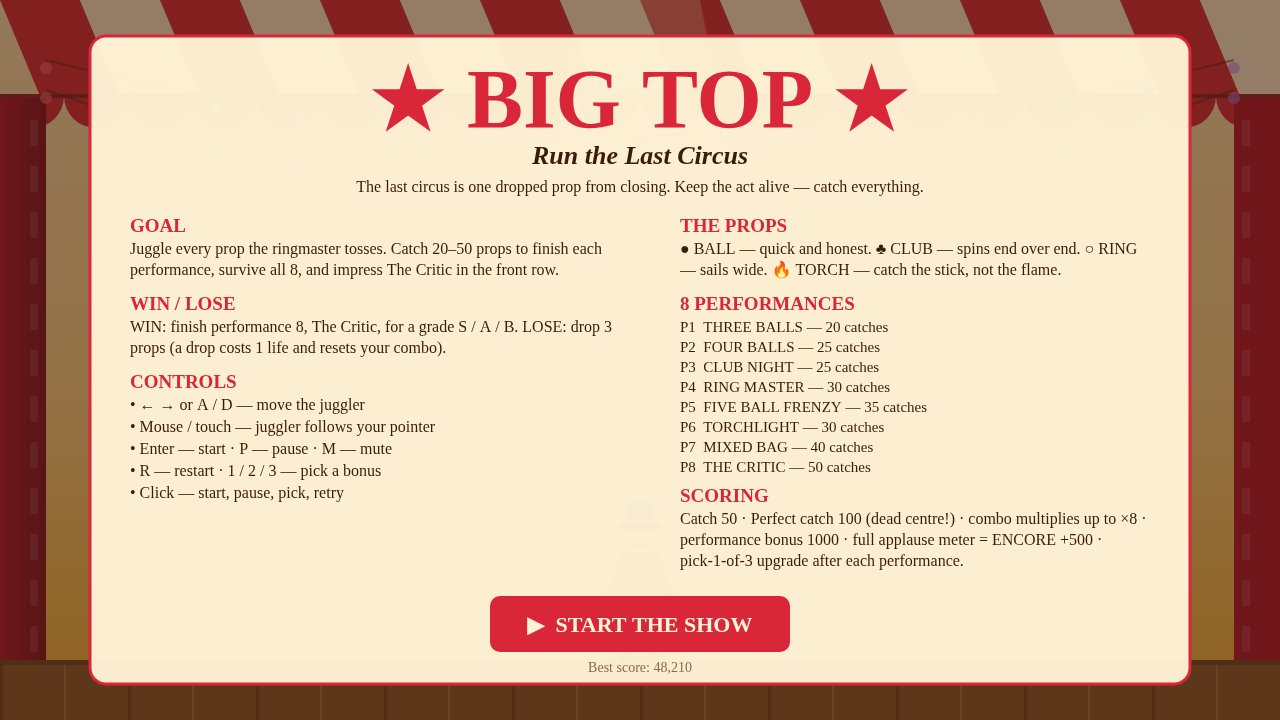 ★ BIG TOP ★
Run the Last Circus
The last circus is one dropped prop from closing. Keep the act alive — catch everything.
GOAL
Juggle every prop the ringmaster tosses. Catch 20–50 props to finish each
performance, survive all 8, and impress The Critic in the front row.
WIN / LOSE
WIN: finish performance 8, The Critic, for a grade S / A / B. LOSE: drop 3
props (a drop costs 1 life and resets your combo).
CONTROLS
• ← → or A / D — move the juggler
• Mouse / touch — juggler follows your pointer
• Enter — start · P — pause · M — mute
• R — restart · 1 / 2 / 3 — pick a bonus
• Click — start, pause, pick, retry
THE PROPS
● BALL — quick and honest. ♣ CLUB — spins end over end. ○ RING
— sails wide. 🔥 TORCH — catch the stick, not the flame.
8 PERFORMANCES
P1 THREE BALLS — 20 catches
P2 FOUR BALLS — 25 catches
P3 CLUB NIGHT — 25 catches
P4 RING MASTER — 30 catches
P5 FIVE BALL FRENZY — 35 catches
P6 TORCHLIGHT — 30 catches
P7 MIXED BAG — 40 catches
P8 THE CRITIC — 50 catches
SCORING
Catch 50 · Perfect catch 100 (dead centre!) · combo multiplies up to ×8 ·
performance bonus 1000 · full applause meter = ENCORE +500 ·
pick-1-of-3 upgrade after each performance.
▶ START THE SHOW
Best score: 48,210